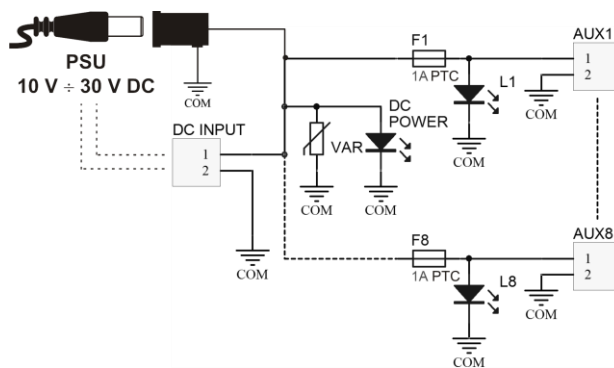 PSU
10 V ÷ 30 V DC
COM
DC INPUT
1
2
COM
VAR
COM
DC
POWER
COM
F1
1A PTC
L1
COM
AUX1
1
2
COM
F8
1A PTC
L8
COM
AUX8
1
2
COM